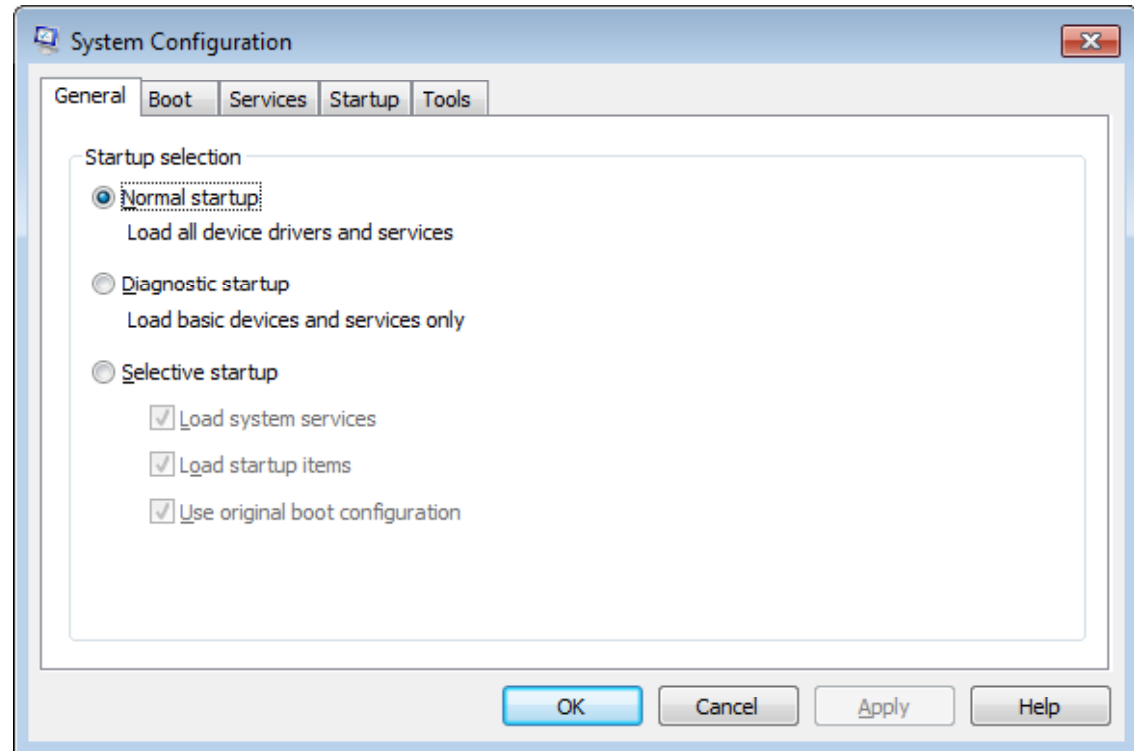 System Configuration
General Boot Services Startup Tools
Startup selection
Normal startup
Load all device drivers and services
Diagnostic startup
Load basic devices and services only
Selective startup
Load system services
Load startup items
Use original boot configuration
OK Cancel Apply Help